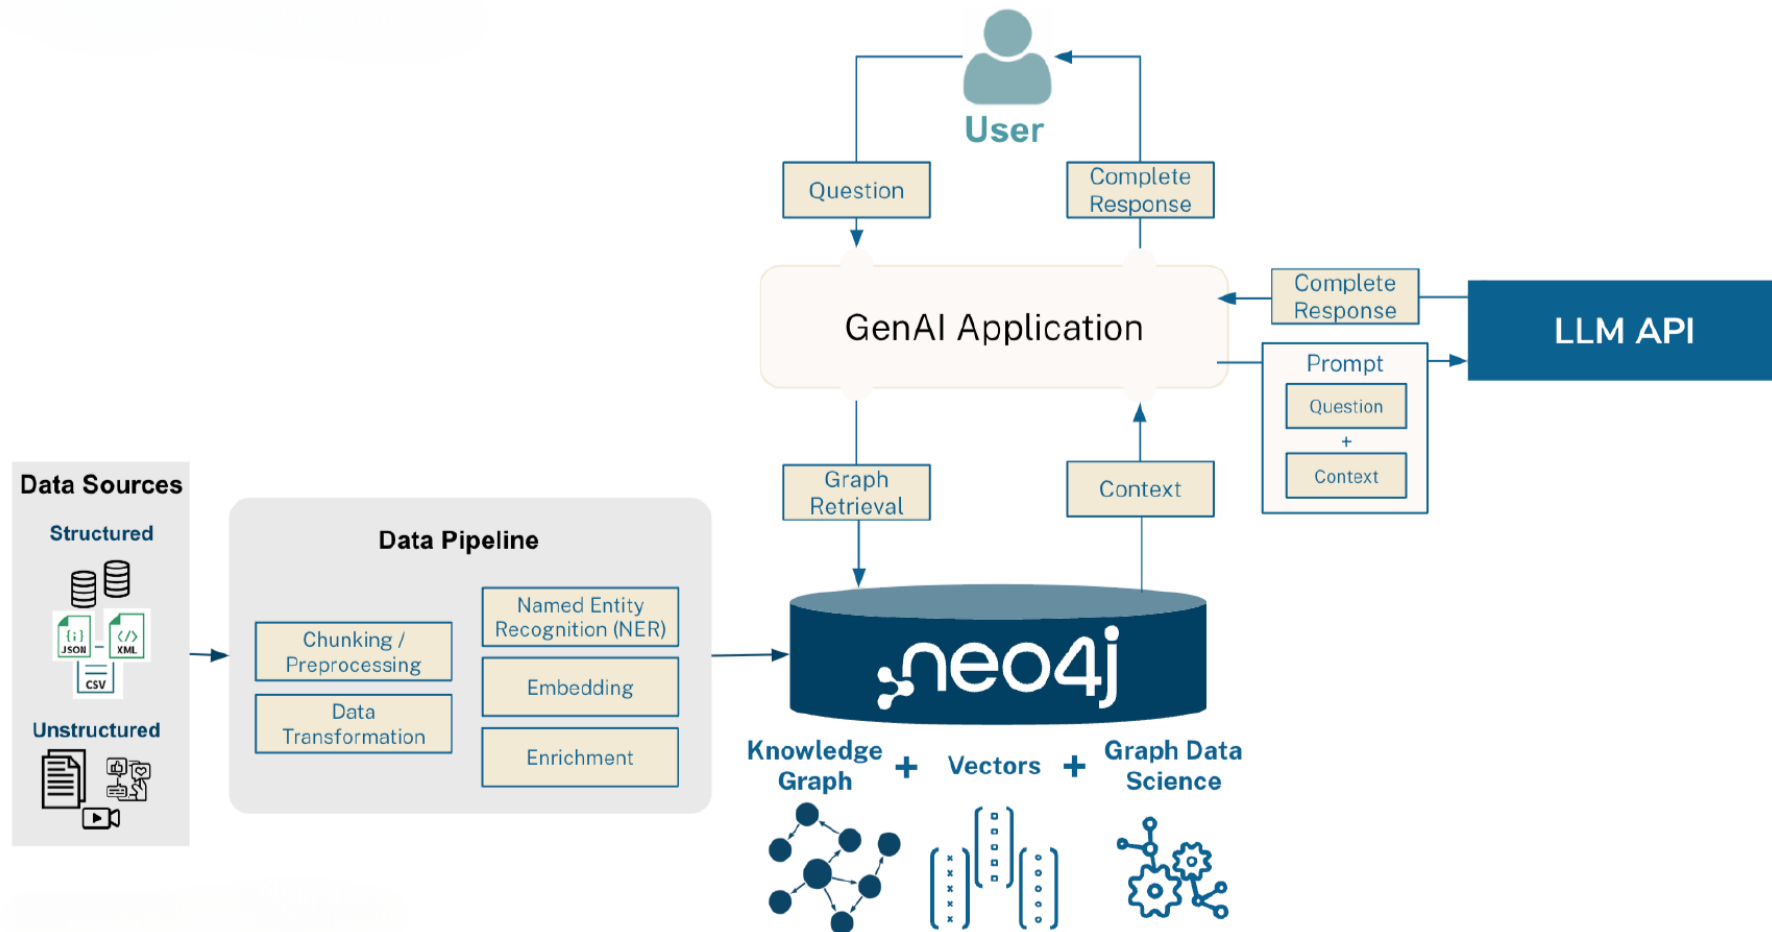 User
Question
Complete
Response
GenAI Application
Complete
Response
LLM API
Prompt
Question
+
Context
Graph
Retrieval
Context
Data Sources
Structured
{i}
JSON
</>
XML
CSV
Unstructured
Data Pipeline
Chunking /
Preprocessing
Data
Transformation
Named Entity
Recognition (NER)
Embedding
Enrichment
neo4j
Knowledge
Graph
+
Vectors
+
Graph Data
Science